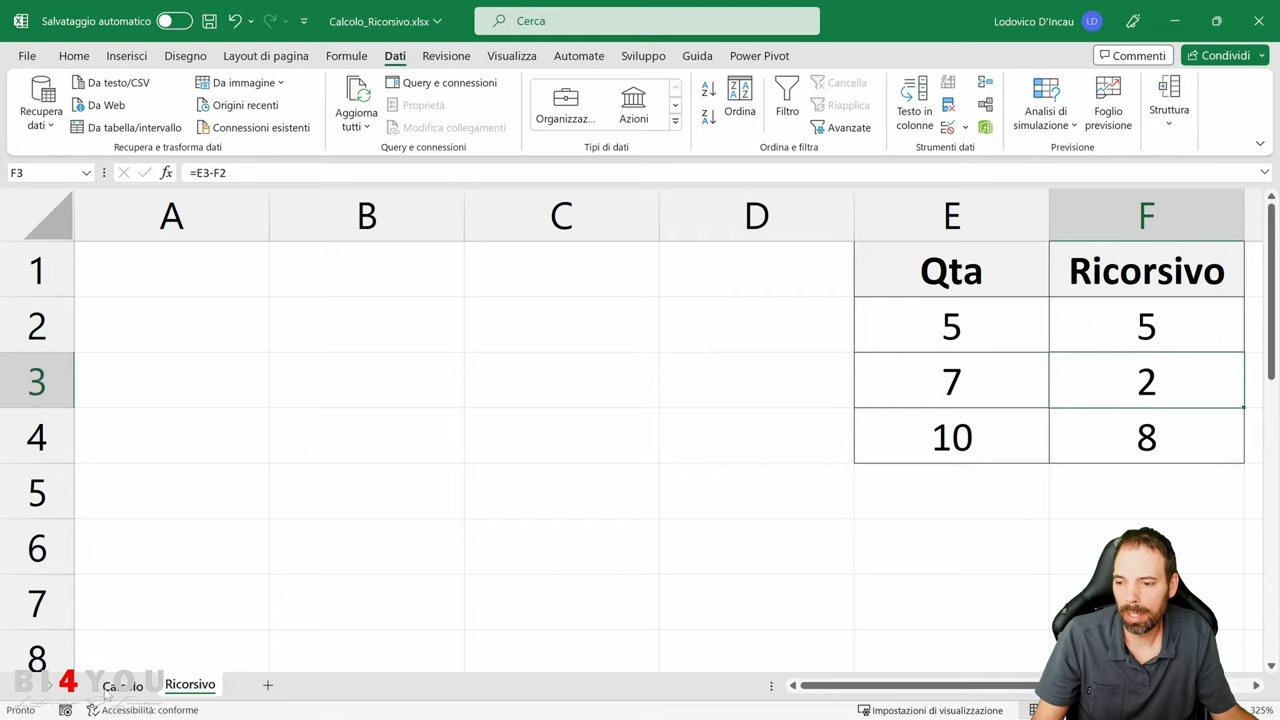 Salvataggio automatico
Calcolo_Ricorsivo.xlsx
Cerca
Lodovico D'Incau
LD
File Home Inserisci Disegno Layout di pagina Formule Dati Revisione Visualizza Automate Sviluppo Guida Power Pivot
Commenti
Condividi
Recupera dati
Da testo/CSV
Da Web
Da tabella/intervallo
Da immagine
Origini recenti
Connessioni esistenti
Recupera e trasforma dati
Aggiorna tutti
Query e connessioni
Proprietà
Modifica collegamenti
Query e connessioni
Organizzaz...
Azioni
Tipi di dati
Ordina
Filtro
Cancella
Riapplica
Avanzate
Ordina e filtra
Testo in colonne
Strumenti dati
Analisi di simulazione
Foglio previsione
Previsione
Struttura
F3
fx
=E3-F2
A B C D E F
1 Qta Ricorsivo
2 5 5
3 7 2
4 10 8
5
6
7
8
BI4YOU
Calcolo
Ricorsivo
Pronto
Accessibilità: conforme
Impostazioni di visualizzazione
325%